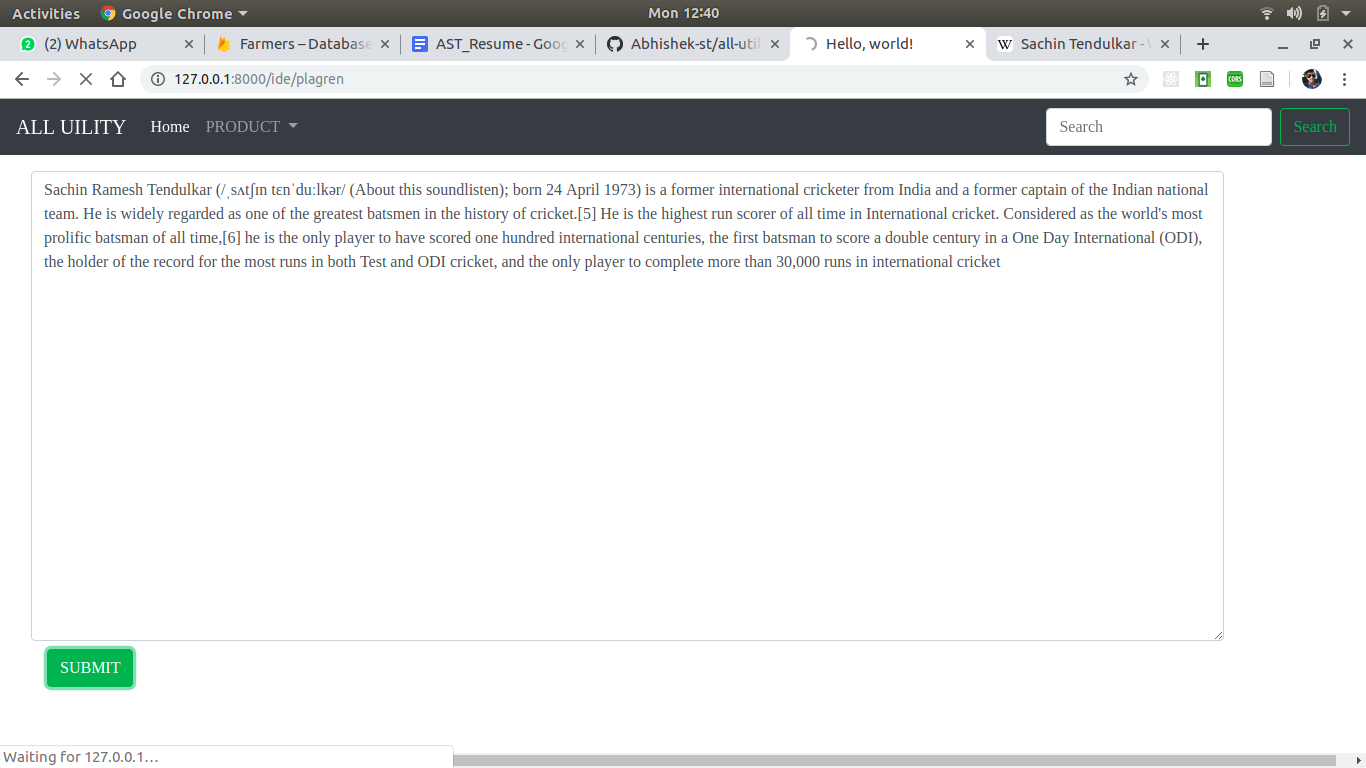 Activities Google Chrome Mon 12:40
(2) WhatsApp Farmers – Database AST_Resume - Goog Abhishek-st/all-util Hello, world! Sachin Tendulkar - W
127.0.0.1:8000/ide/plagren CORS
ALL UILITY Home PRODUCT Search Search
Sachin Ramesh Tendulkar (/ˌsʌtʃɪn tɛnˈduːlkər/ (About this soundlisten); born 24 April 1973) is a former international cricketer from India and a former captain of the Indian national
team. He is widely regarded as one of the greatest batsmen in the history of cricket.[5] He is the highest run scorer of all time in International cricket. Considered as the world's most
prolific batsman of all time,[6] he is the only player to have scored one hundred international centuries, the first batsman to score a double century in a One Day International (ODI),
the holder of the record for the most runs in both Test and ODI cricket, and the only player to complete more than 30,000 runs in international cricket
SUBMIT
Waiting for 127.0.0.1…